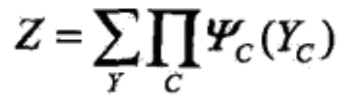 Z = ∑_Y ∏_C Ψ_C(Y_C)